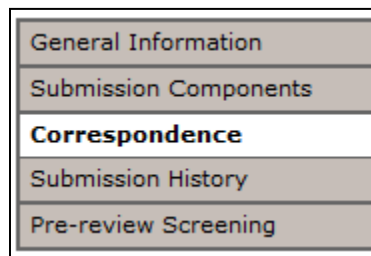 General Information
Submission Components
Correspondence
Submission History
Pre-review Screening